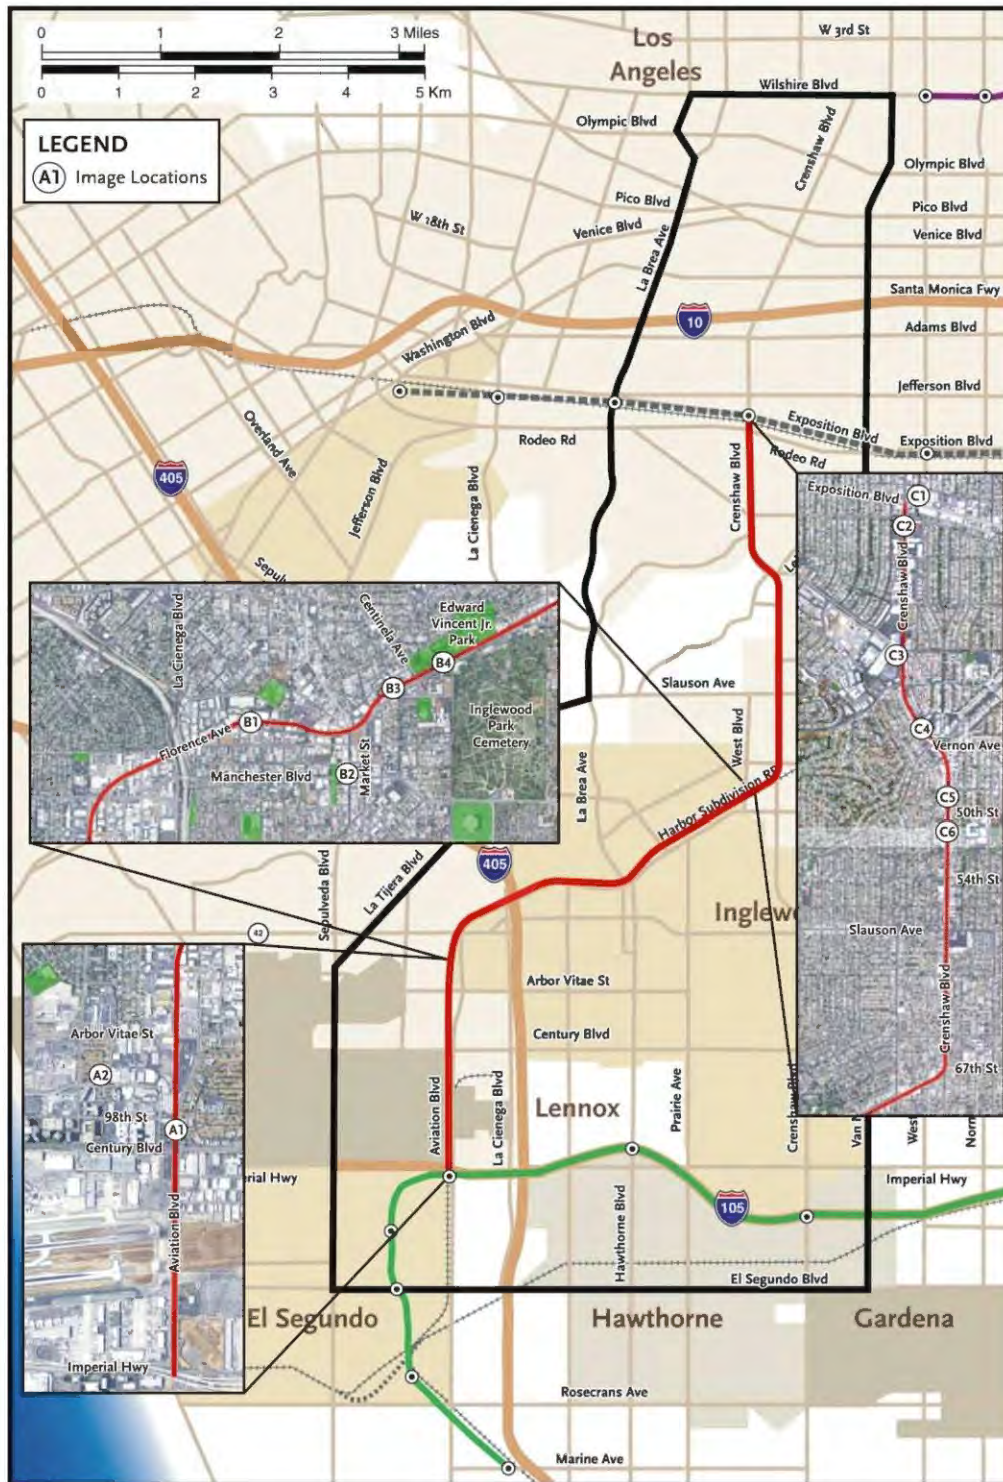 0 1 2 3 Miles
0 1 2 3 4 5 Km
LEGEND
A1 Image Locations
Los
Angeles
W 3rd St
Wilshire Blvd
Olympic Blvd
Crenshaw Blvd
Olympic Blvd
Pico Blvd
Pico Blvd
W 18th St
Venice Blvd
Venice Blvd
La Brea Ave
Santa Monica Fwy
10
Washington Blvd
Adams Blvd
Jefferson Blvd
Overland Ave
Rodeo Rd
Exposition Blvd
Exposition Blvd
Rodeo Rd
405
Jefferson Blvd
La Cienega Blvd
Crenshaw Blvd
Exposition Blvd
C1
C2
Crenshaw Blvd
C3
C4
Vernon Ave
C5
50th St
C6
54th St
Slauson Ave
Crenshaw Blvd
67th St
La Cienega Blvd
Centinela Ave
Edward
Vincent Jr.
Park
B4
B3
B1
Florence Ave
Inglewood
Park
Cemetery
Manchester Blvd
B2
Market St
Slauson Ave
West Blvd
La Brea Ave
Harbor Subdivision
405
La Tijera Blvd
Sepulveda Blvd
42
Arbor Vitae St
Century Blvd
Arbor Vitae St
A2
98th St
A1
Century Blvd
Aviation Blvd
Imperial Hwy
Aviation Blvd
La Cienega Blvd
Lennox
Prairie Ave
Hwy
Imperial Hwy
105
Hawthorne Blvd
El Segundo Blvd
El Segundo
Hawthorne
Gardena
Rosecrans Ave
Marine Ave